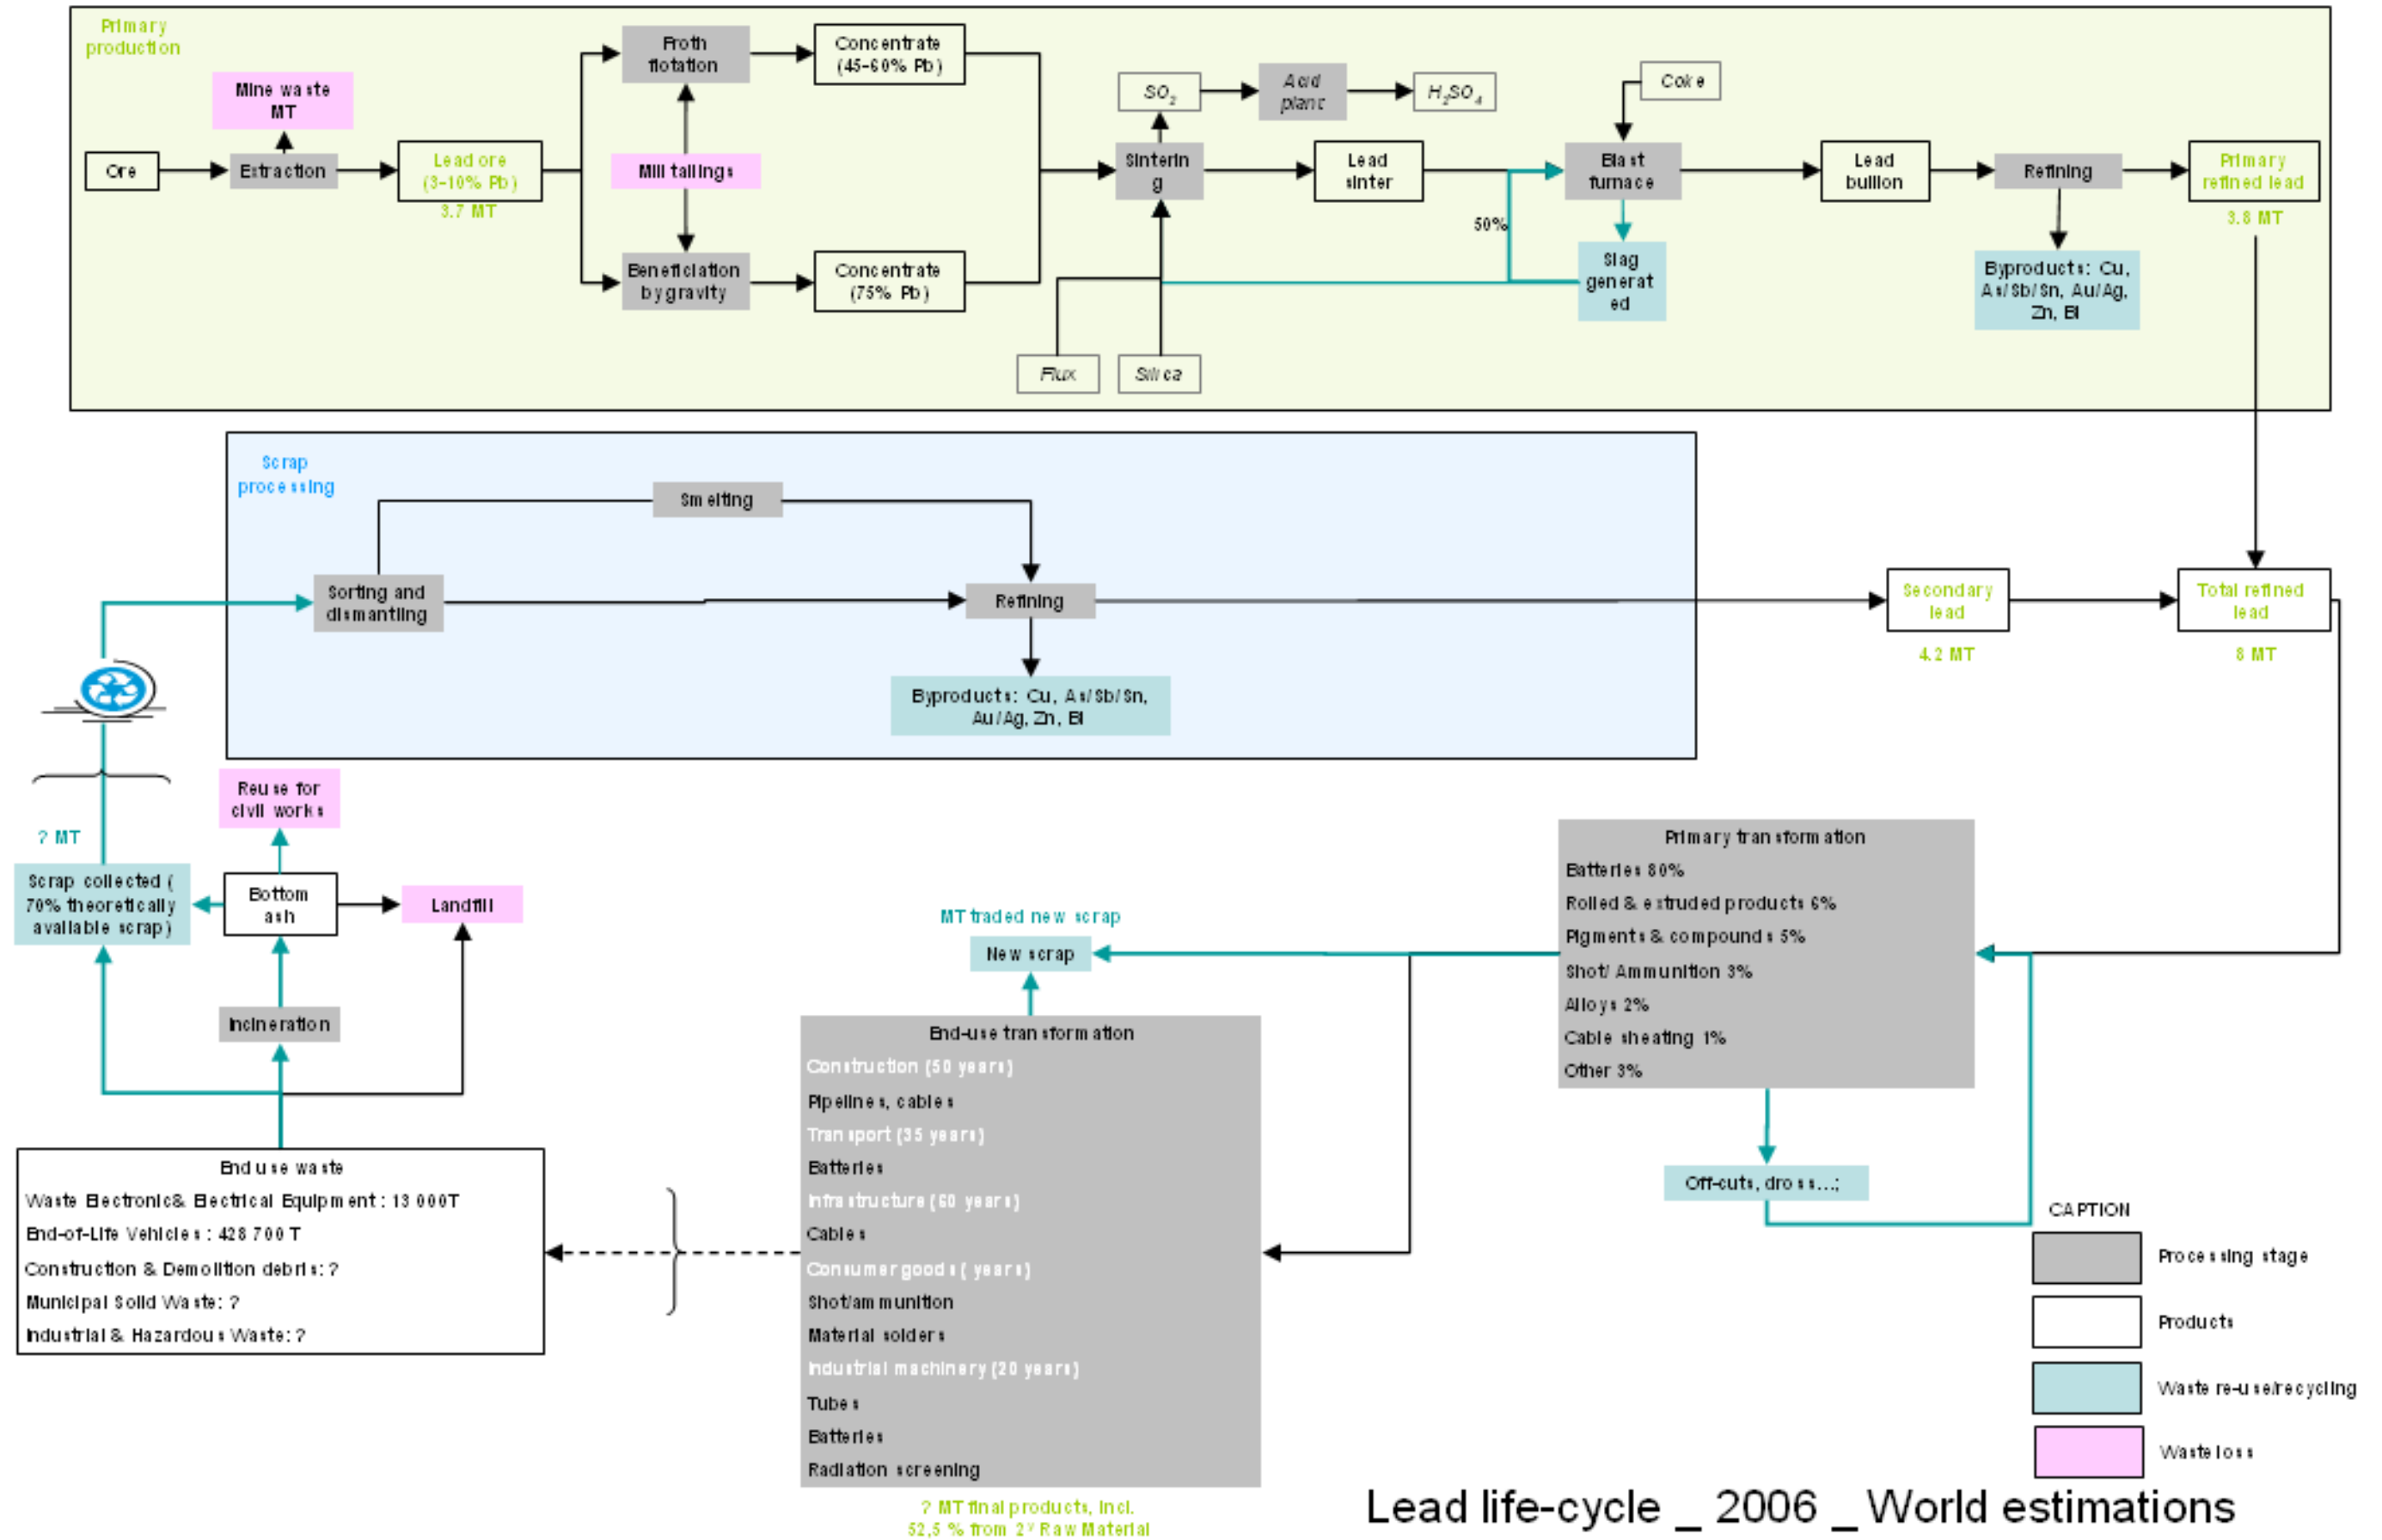 Primary
production
Mine waste
MT
Ore
Extraction
Lead ore
(3-10% Pb)
3.7 MT
Froth
flotation
Mill tailings
Beneficiation
by gravity
Concentrate
(45-60% Pb)
Concentrate
(75% Pb)
SO2
Acid
plant
H2SO4
Sinterin
g
Lead
sinter
Flux
Silica
Coke
Blast
furnace
50%
Slag
generat
ed
Lead
bullion
Refining
Byproducts: Cu,
As/Sb/Sn, Au/Ag,
Zn, Bi
Primary
refined lead
3.8 MT
Scrap
processing
Smelting
Sorting and
dismantling
Refining
Byproducts: Cu, As/Sb/Sn,
Au/Ag, Zn, Bi
Secondary
lead
4.2 MT
Total refined
lead
8 MT
Reuse for
civil works
? MT
Scrap collected (
70% theoretically
available scrap)
Bottom
ash
Landfill
Incineration
End use waste
Waste Electronic& Electrical Equipment : 13 000T
End-of-Life Vehicles : 428 700 T
Construction & Demolition debris: ?
Municipal Solid Waste: ?
Industrial & Hazardous Waste: ?
MT traded new scrap
New scrap
End-use transformation
Construction (50 years)
Pipelines, cables
Transport (35 years)
Batteries
Infrastructure (60 years)
Cables
Consumer goods ( years)
Shot/ammunition
Material solders
Industrial machinery (20 years)
Tubes
Batteries
Radiation screening
? MT final products, incl.
52,5 % from 2y Raw Material
Primary transformation
Batteries 80%
Rolled & extruded products 6%
Pigments & compounds 5%
Shot/ Ammunition 3%
Alloys 2%
Cable sheating 1%
Other 3%
Off-cuts, dross...;
CAPTION
Processing stage
Products
Waste re-use/recycling
Waste loss
Lead life-cycle _ 2006 _ World estimations